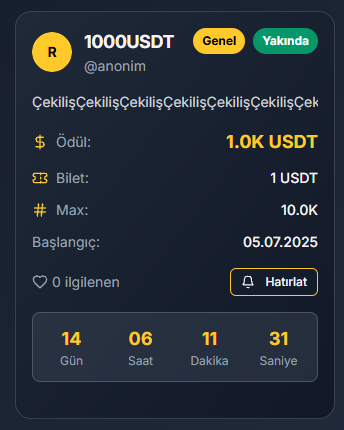 R
1000USDT
Genel
Yakında
@anonim
ÇekilişÇekilişÇekilişÇekilişÇekilişÇekilişÇek
Ödül:
1.0K USDT
Bilet:
1 USDT
Max:
10.0K
Başlangıç:
05.07.2025
0 ilgilenen
Hatırlat
14 06 11 31
Gün Saat Dakika Saniye